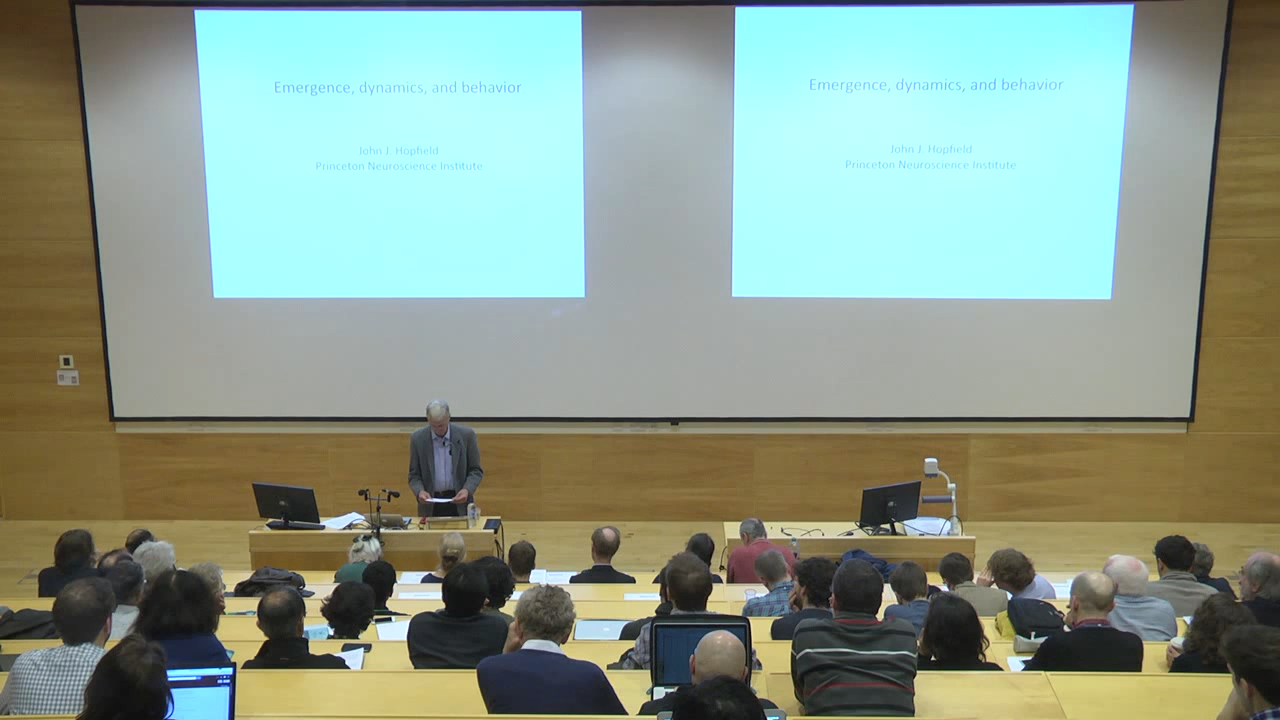 Emergence, dynamics, and behavior
John J. Hopfield
Princeton Neuroscience Institute
Emergence, dynamics, and behavior
John J. Hopfield
Princeton Neuroscience Institute